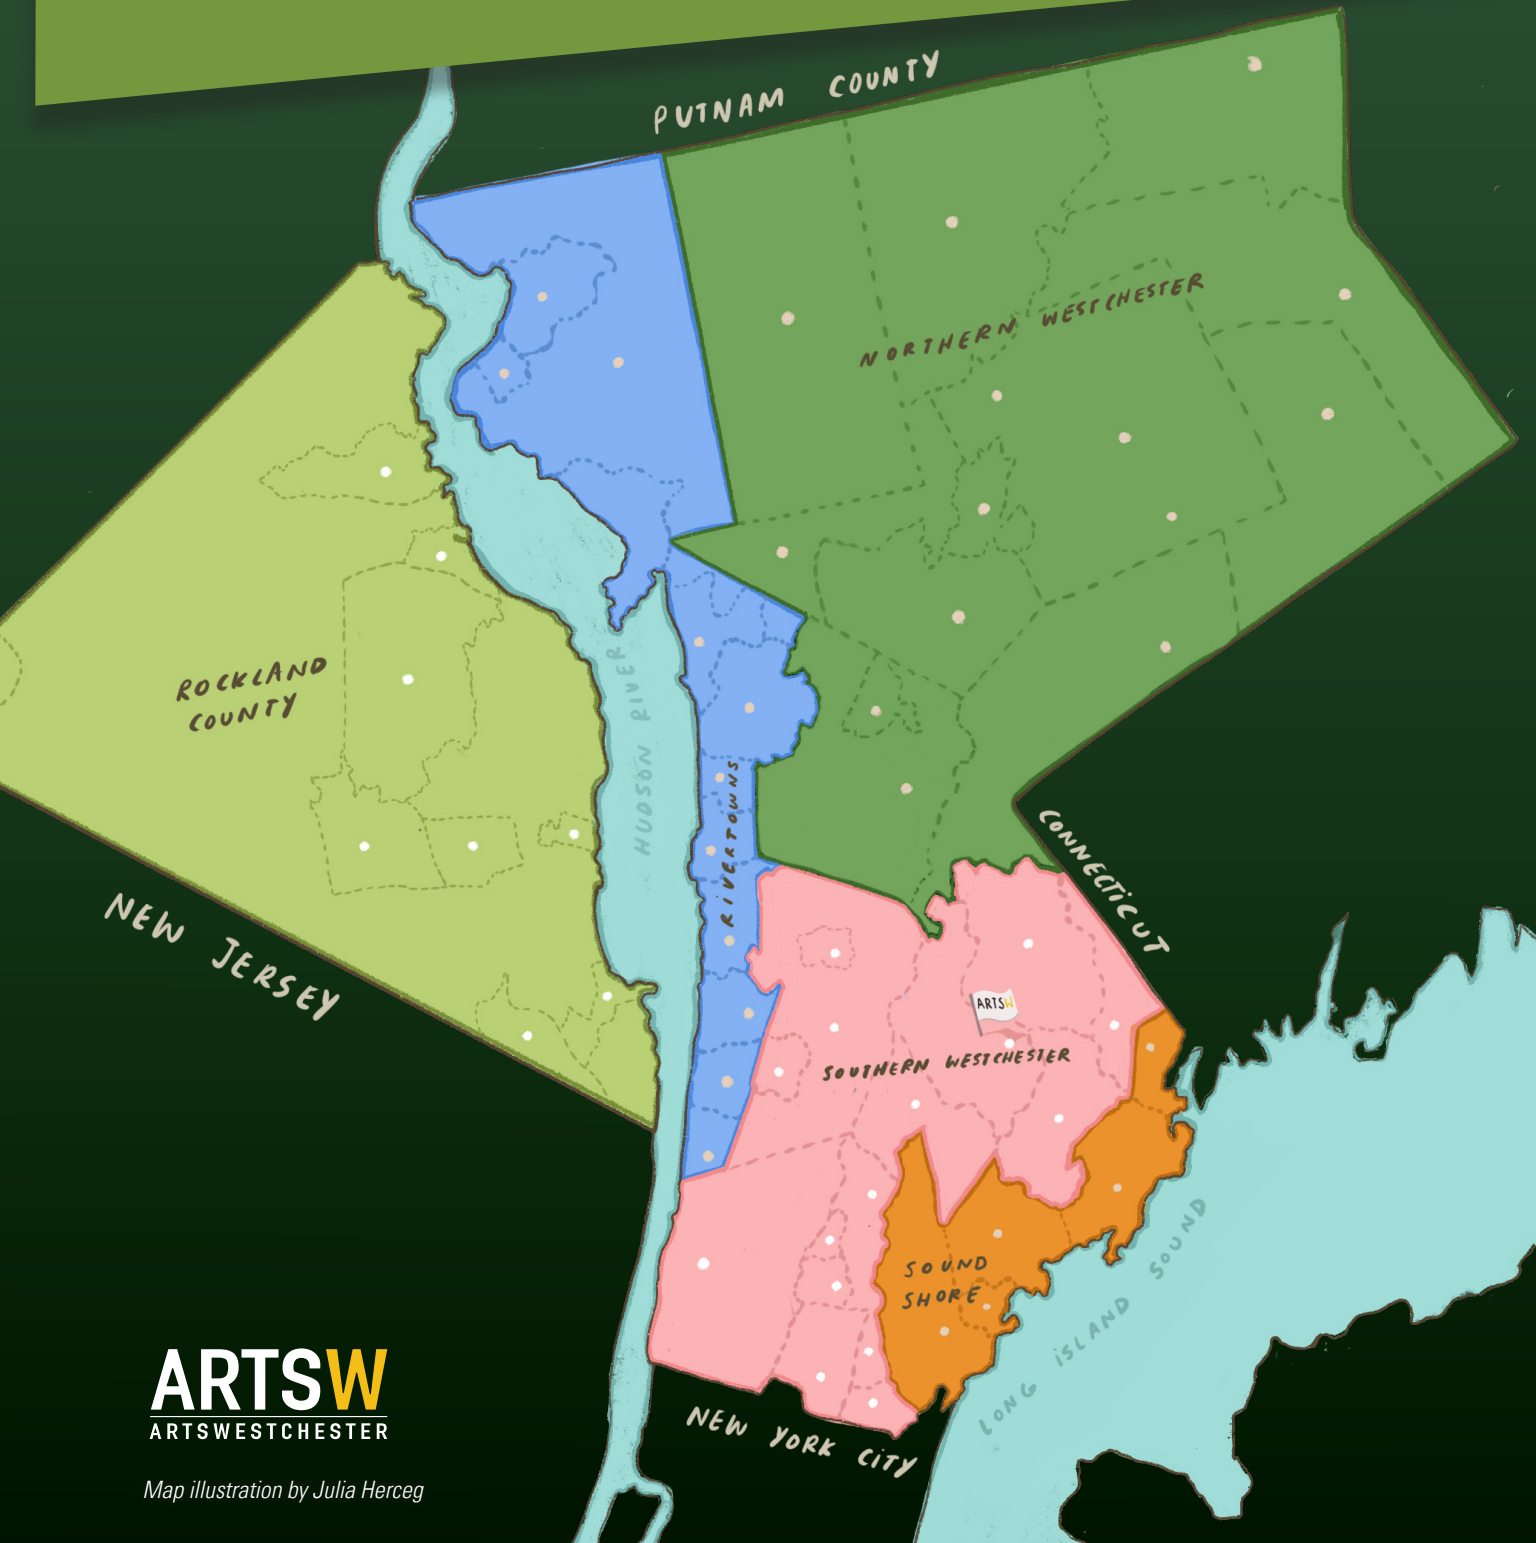 PUTNAM COUNTY
NORTHERN WESTCHESTER
ROCKLAND
COUNTY
HUDSON RIVER
RIVERTOWNS
CONNECTICUT
NEW JERSEY
ARTSW
SOUTHERN WESTCHESTER
SOUND
SHORE
LONG ISLAND SOUND
NEW YORK CITY
ARTSW
ARTSWESTCHESTER
Map illustration by Julia Herceg